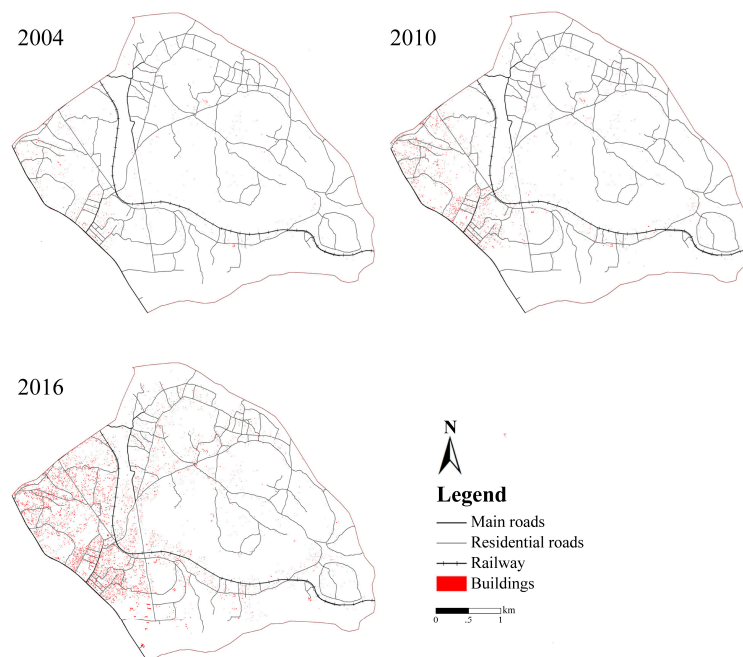 2004
2010
2016
N
Legend
Main roads
Residential roads
Railway
Buildings
km
0 .5 1